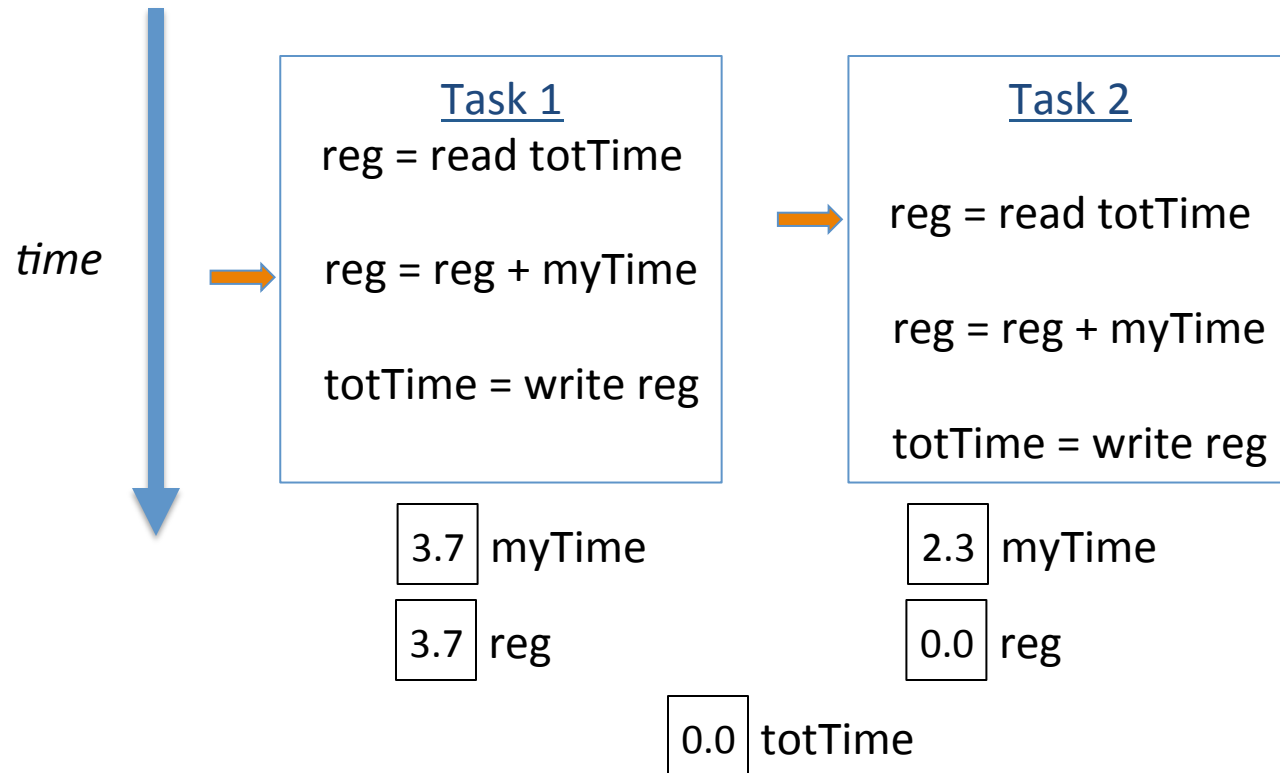 time
Task 1
reg = read totTime
reg = reg + myTime
totTime = write reg
Task 2
reg = read totTime
reg = reg + myTime
totTime = write reg
3.7 myTime
3.7 reg
2.3 myTime
0.0 reg
0.0 totTime